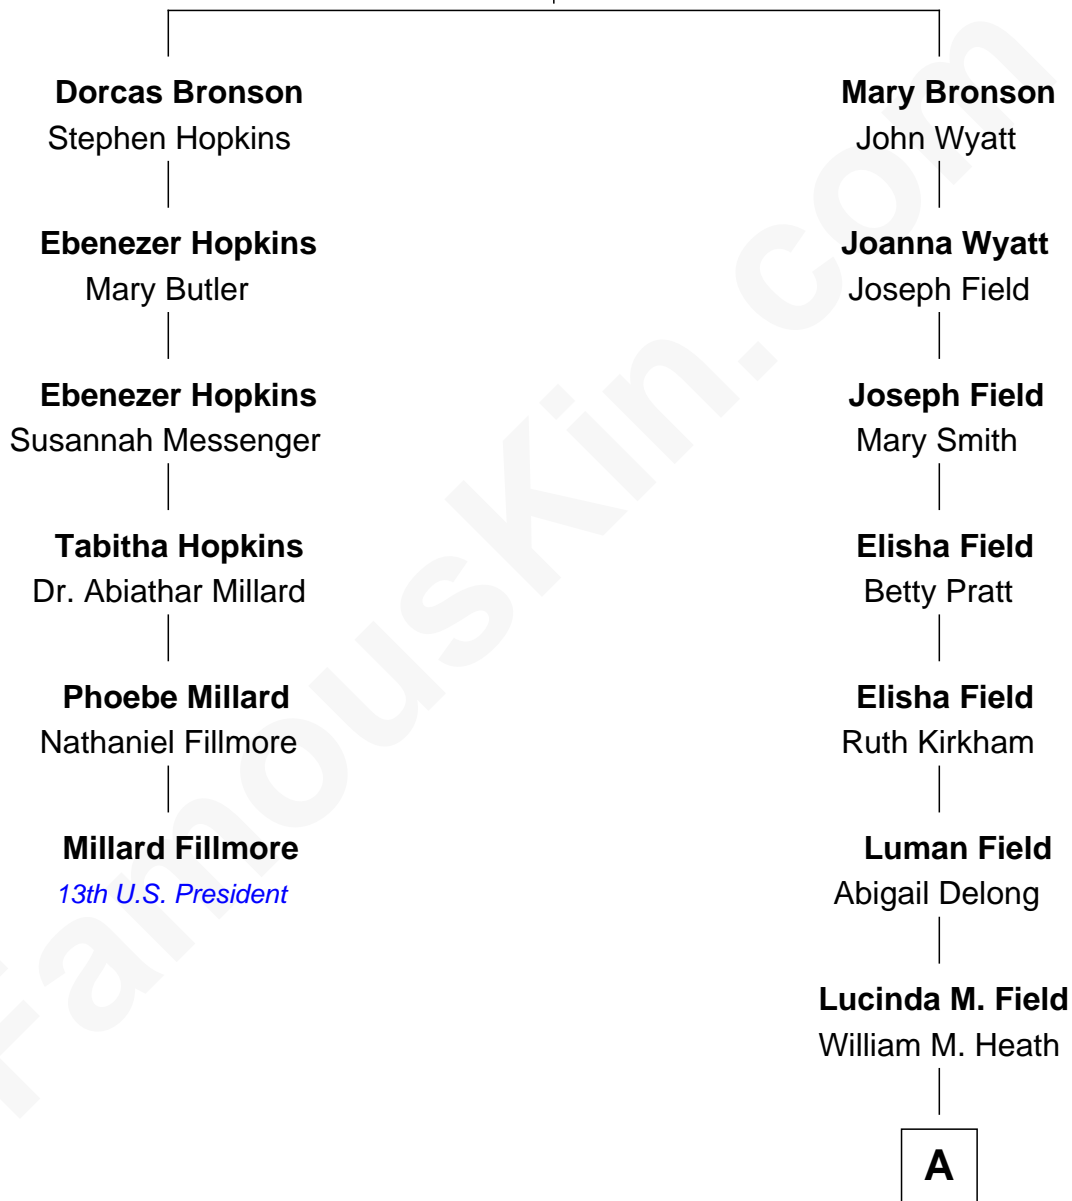 Dorcas Bronson
Stephen Hopkins
Ebenezer Hopkins
Mary Butler
Ebenezer Hopkins
Susannah Messenger
Tabitha Hopkins
Dr. Abiathar Millard
Phoebe Millard
Nathaniel Fillmore
Millard Fillmore
13th U.S. President
Mary Bronson
John Wyatt
Joanna Wyatt
Joseph Field
Joseph Field
Mary Smith
Elisha Field
Betty Pratt
Elisha Field
Ruth Kirkham
Luman Field
Abigail Delong
Lucinda M. Field
William M. Heath
A
FamousKin.com